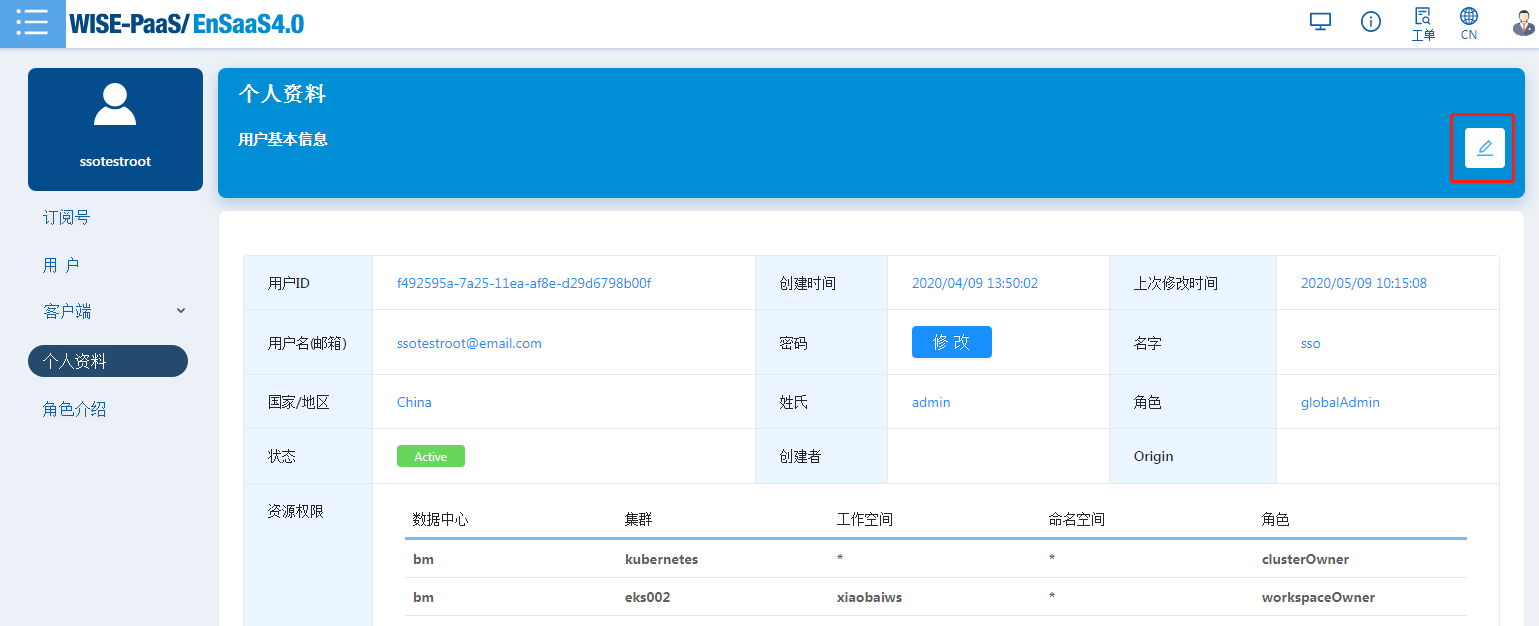 WISE-PaaS/ EnSaaS4.0
工单
CN
ssotestroot
订阅号
用 户
客户端
个人资料
角色介绍
个人资料
用户基本信息
用户ID f492595a-7a25-11ea-af8e-d29d6798b00f 创建时间 2020/04/09 13:50:02 上次修改时间 2020/05/09 10:15:08
用户名(邮箱) ssotestroot@email.com 密码 修 改 名字 sso
国家/地区 China 姓氏 admin 角色 globalAdmin
状态 Active 创建者 Origin
资源权限
数据中心 集群 工作空间 命名空间 角色
bm kubernetes * * clusterOwner
bm eks002 xiaobaiws * workspaceOwner